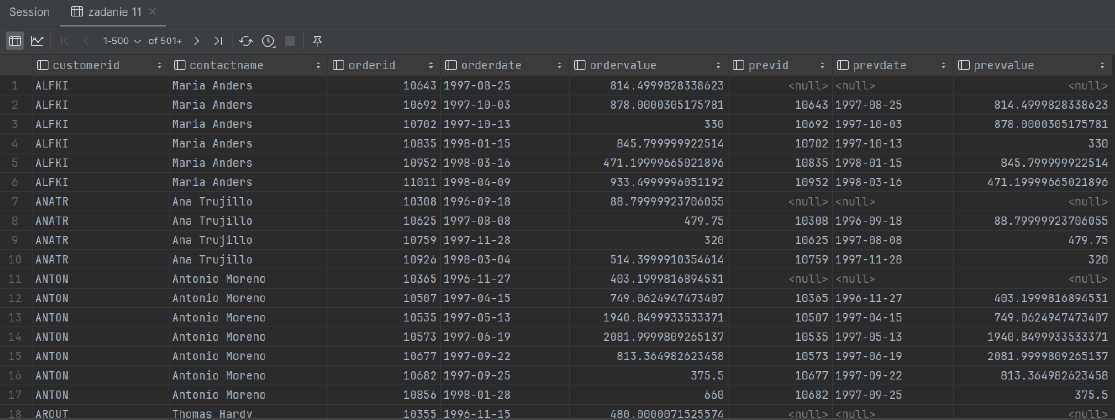 Session zadanie 11
1-500 of 501+
customerid contactname orderid orderdate ordervalue previd prevdate prevvalue
1 ALFKI Maria Anders 10643 1997-08-25 814.4999828338623 <null> <null> <null>
2 ALFKI Maria Anders 10692 1997-10-03 878.0000305175781 10643 1997-08-25 814.4999828338623
3 ALFKI Maria Anders 10702 1997-10-13 330 10692 1997-10-03 878.0000305175781
4 ALFKI Maria Anders 10835 1998-01-15 845.799999922514 10702 1997-10-13 330
5 ALFKI Maria Anders 10952 1998-03-16 471.19999665021896 10835 1998-01-15 845.799999922514
6 ALFKI Maria Anders 11011 1998-04-09 933.4999996051192 10952 1998-03-16 471.19999665021896
7 ANATR Ana Trujillo 10308 1996-09-18 88.79999923706055 <null> <null> <null>
8 ANATR Ana Trujillo 10625 1997-08-08 479.75 10308 1996-09-18 88.79999923706055
9 ANATR Ana Trujillo 10759 1997-11-28 320 10625 1997-08-08 479.75
10 ANATR Ana Trujillo 10926 1998-03-04 514.3999910354614 10759 1997-11-28 320
11 ANTON Antonio Moreno 10365 1996-11-27 403.1999816894531 <null> <null> <null>
12 ANTON Antonio Moreno 10507 1997-04-15 749.0624947473407 10365 1996-11-27 403.1999816894531
13 ANTON Antonio Moreno 10535 1997-05-13 1940.8499933533371 10507 1997-04-15 749.0624947473407
14 ANTON Antonio Moreno 10573 1997-06-19 2081.9999809265137 10535 1997-05-13 1940.8499933533371
15 ANTON Antonio Moreno 10677 1997-09-22 813.364982623458 10573 1997-06-19 2081.9999809265137
16 ANTON Antonio Moreno 10682 1997-09-25 375.5 10677 1997-09-22 813.364982623458
17 ANTON Antonio Moreno 10856 1998-01-28 660 10682 1997-09-25 375.5
18 AROUT Thomas Hardy 10355 1996-11-15 480.0000071525574 <null> <null> <null>